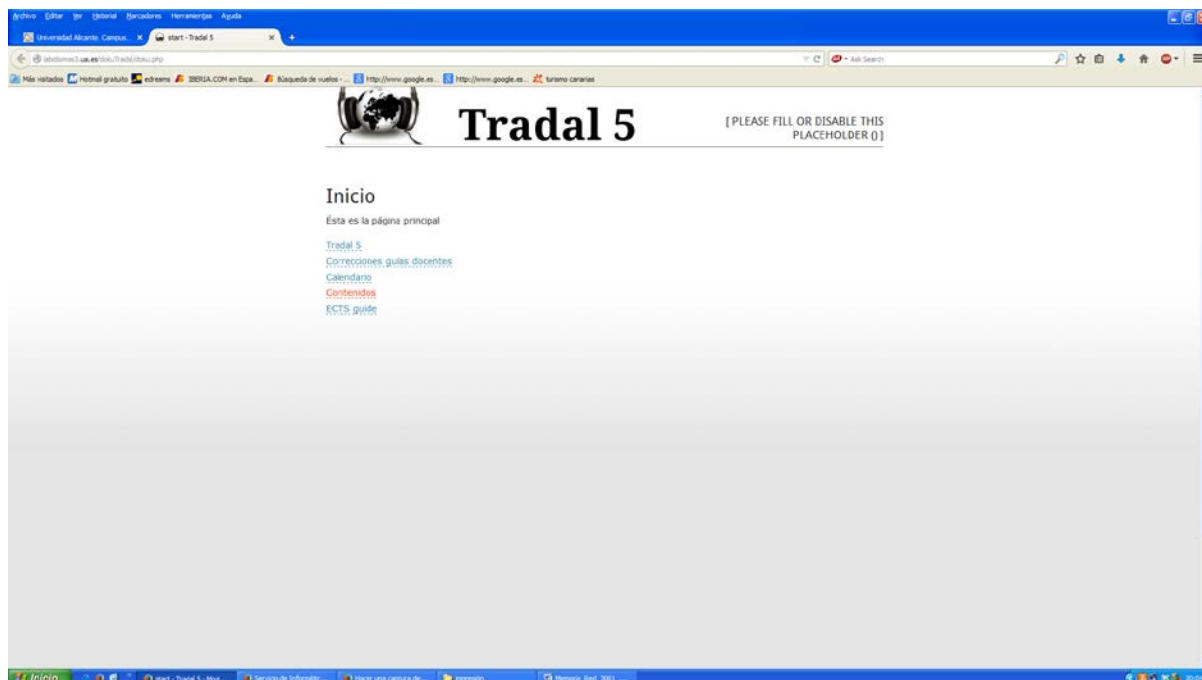 Archivo Editar Ver Historial Marcadores Herramientas Ayuda
Universidad Alicante. Campus... start - Tradal 5
Ask Search
Más visitados Hotmail gratuito edreams IBERIA.COM en Espa... Búsqueda de vuelos - ... http://www.google.es... http://www.google.es... turismo canarias
Tradal 5
[ PLEASE FILL OR DISABLE THIS
PLACEHOLDER () ]
Inicio
Ésta es la página principal
Tradal 5
Correcciones guías docentes
Calendario
Contenidos
ECTS guide
Inicio start - Tradal 5 - Moz... Servicio de Informátic... Hacer una captura de... impresión